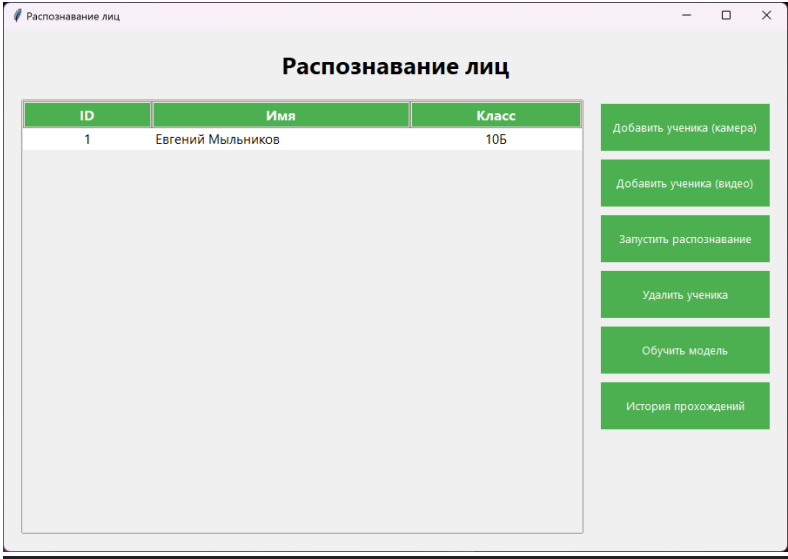 Распознавание лиц
Распознавание лиц
ID Имя Класс
1 Евгений Мыльников 10Б
Добавить ученика (камера)
Добавить ученика (видео)
Запустить распознавание
Удалить ученика
Обучить модель
История прохождений